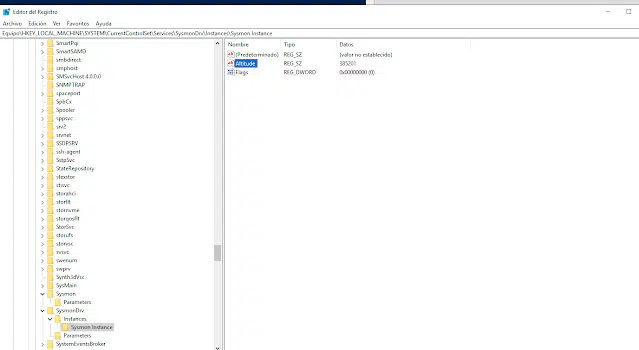 Editor del Registro
Archivo Edición Ver Favoritos Ayuda
Equipo\HKEY_LOCAL_MACHINE\SYSTEM\CurrentControlSet\Services\SysmonDrv\Instances\Sysmon Instance
SmartPqi
SmartSAMD
smbdirect
smphost
SMSvcHost 4.0.0.0
SNMPTRAP
spaceport
SpbCx
Spooler
sppsvc
srv2
srvnet
SSDPSRV
ssh-agent
SstpSvc
StateRepository
stexstor
stisvc
storahci
storflt
stornvme
storqosflt
StorSvc
storufs
storvsc
svsvc
swenum
swprv
Synth3dVsc
SysMain
Sysmon
Parameters
SysmonDrv
Instances
Sysmon Instance
Parameters
SystemEventsBroker
Nombre Tipo Datos
(Predeterminado) REG_SZ (valor no establecido)
Altitude REG_SZ 385201
Flags REG_DWORD 0x00000000 (0)